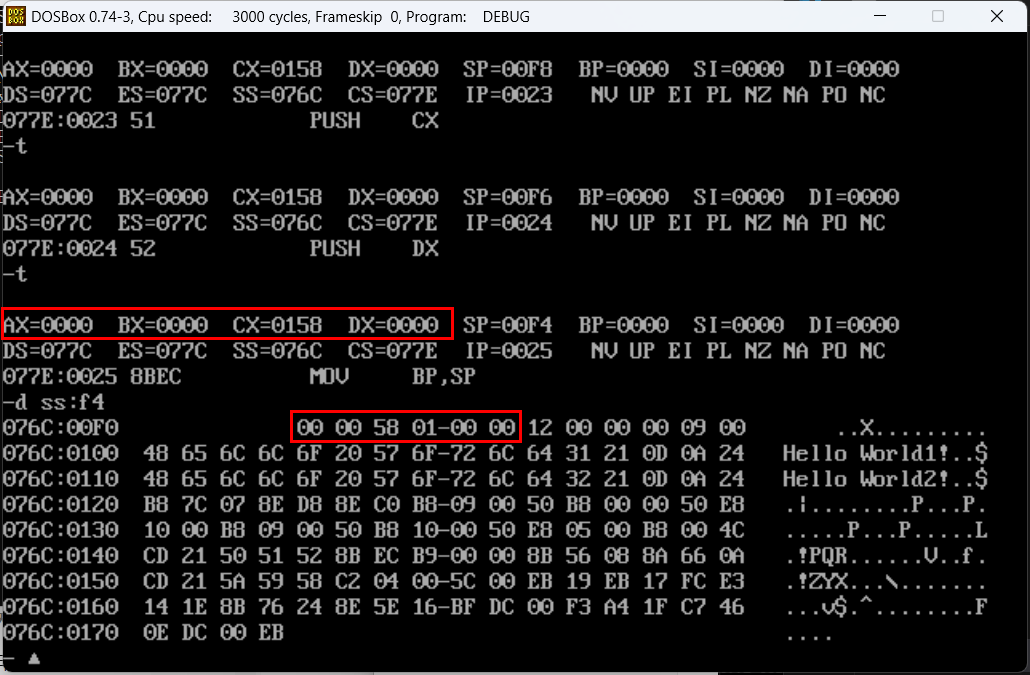 DOSBox 0.74-3, Cpu speed: 3000 cycles, Frameskip 0, Program: DEBUG
AX=0000 BX=0000 CX=0158 DX=0000 SP=00F8 BP=0000 SI=0000 DI=0000
DS=077C ES=077C SS=076C CS=077E IP=0023 NV UP EI PL NZ NA PO NC
077E:0023 51 PUSH CX
-t
AX=0000 BX=0000 CX=0158 DX=0000 SP=00F6 BP=0000 SI=0000 DI=0000
DS=077C ES=077C SS=076C CS=077E IP=0024 NV UP EI PL NZ NA PO NC
077E:0024 52 PUSH DX
-t
AX=0000 BX=0000 CX=0158 DX=0000 SP=00F4 BP=0000 SI=0000 DI=0000
DS=077C ES=077C SS=076C CS=077E IP=0025 NV UP EI PL NZ NA PO NC
077E:0025 8BEC MOV BP,SP
-d ss:f4
076C:00F0 00 00 58 01-00 00 12 00 00 00 09 00 ..X.........
076C:0100 48 65 6C 6C 6F 20 57 6F-72 6C 64 31 21 0D 0A 24 Hello World1!..$
076C:0110 48 65 6C 6C 6F 20 57 6F-72 6C 64 32 21 0D 0A 24 Hello World2!..$
076C:0120 B8 7C 07 8E D8 8E C0 B8-09 00 50 B8 00 00 50 E8 .|........P...P.
076C:0130 10 00 B8 09 00 50 B8 10-00 50 E8 05 00 B8 00 4C .....P...P.....L
076C:0140 CD 21 50 51 52 8B EC B9-00 00 8B 56 08 8A 66 0A .!PQR......V..f.
076C:0150 CD 21 5A 59 58 C2 04 00-5C 00 EB 19 EB 17 FC E3 .!ZYX...\.......
076C:0160 14 1E 8B 76 24 8E 5E 16-BF DC 00 F3 A4 1F C7 46 ...v$.^........F
076C:0170 0E DC 00 EB ....
-